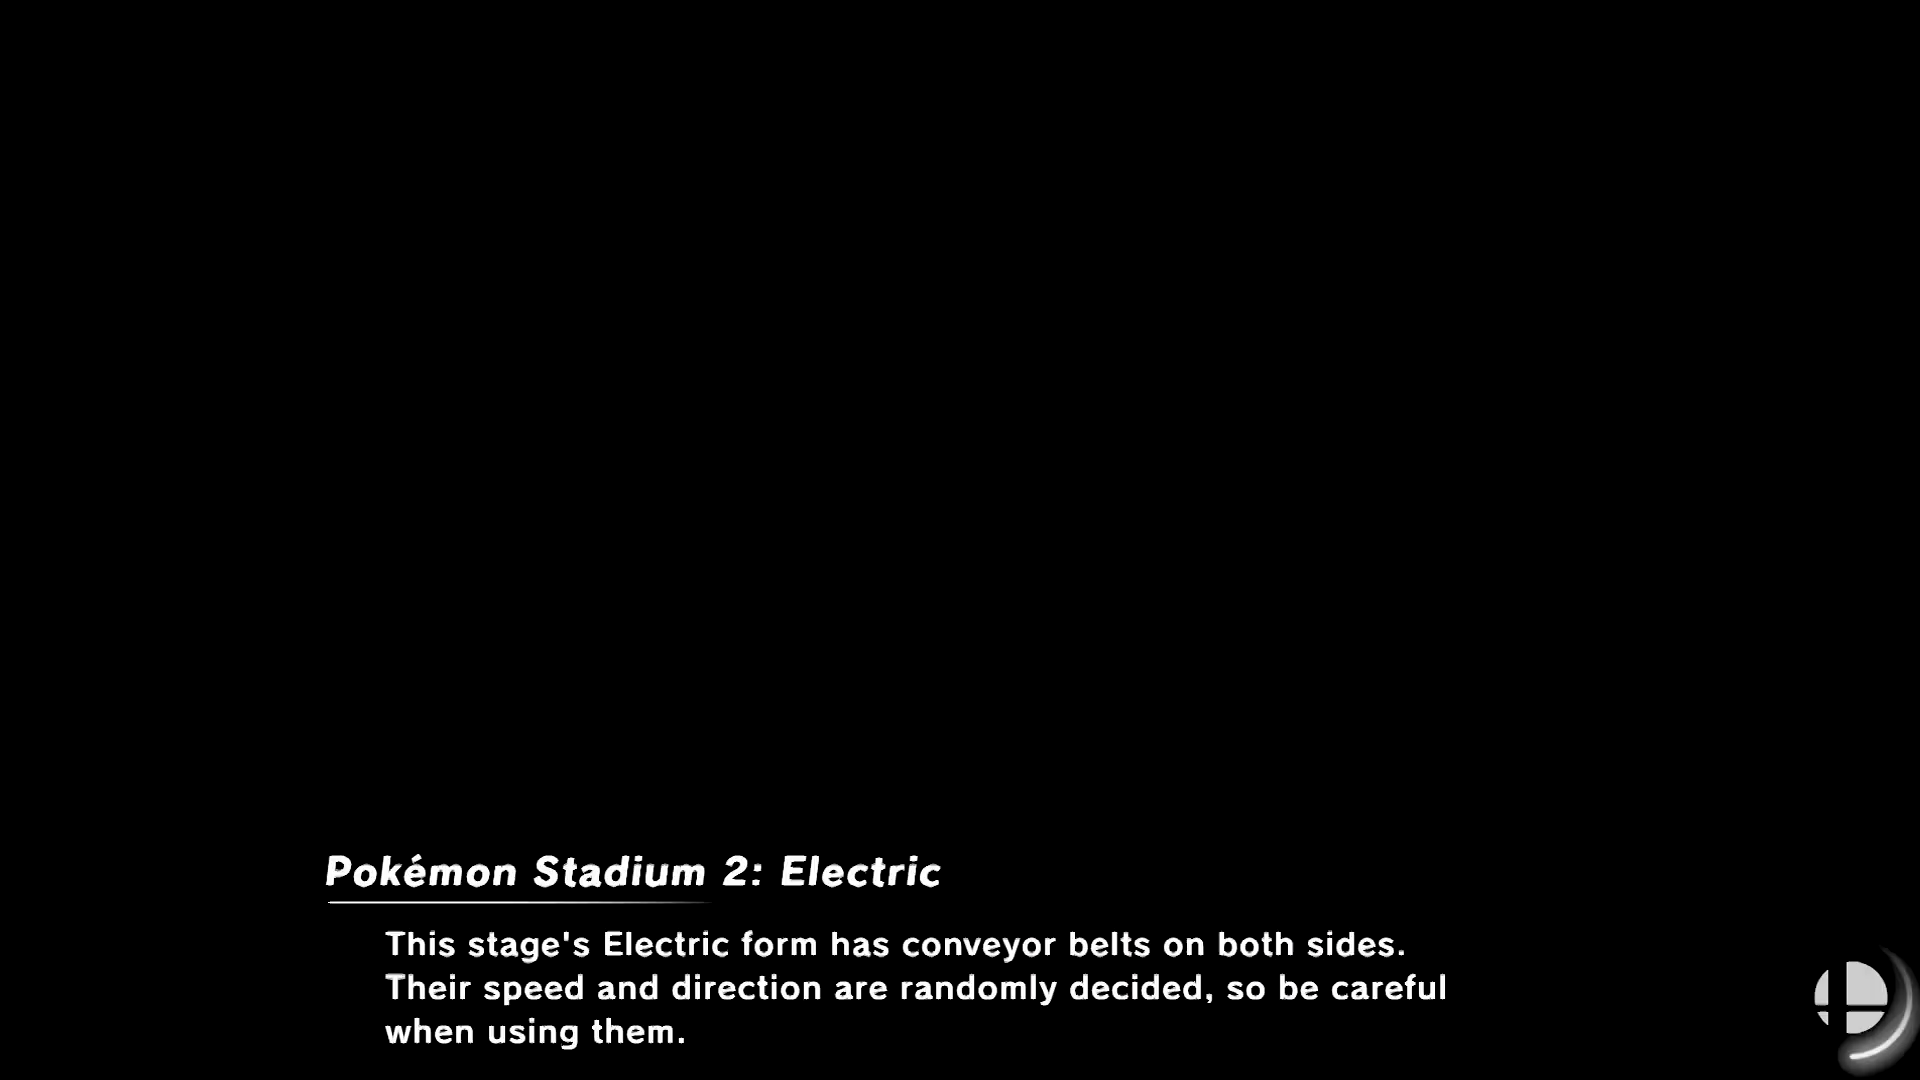 Pokémon Stadium 2: Electric
This stage's Electric form has conveyor belts on both sides.
Their speed and direction are randomly decided, so be careful
when using them.